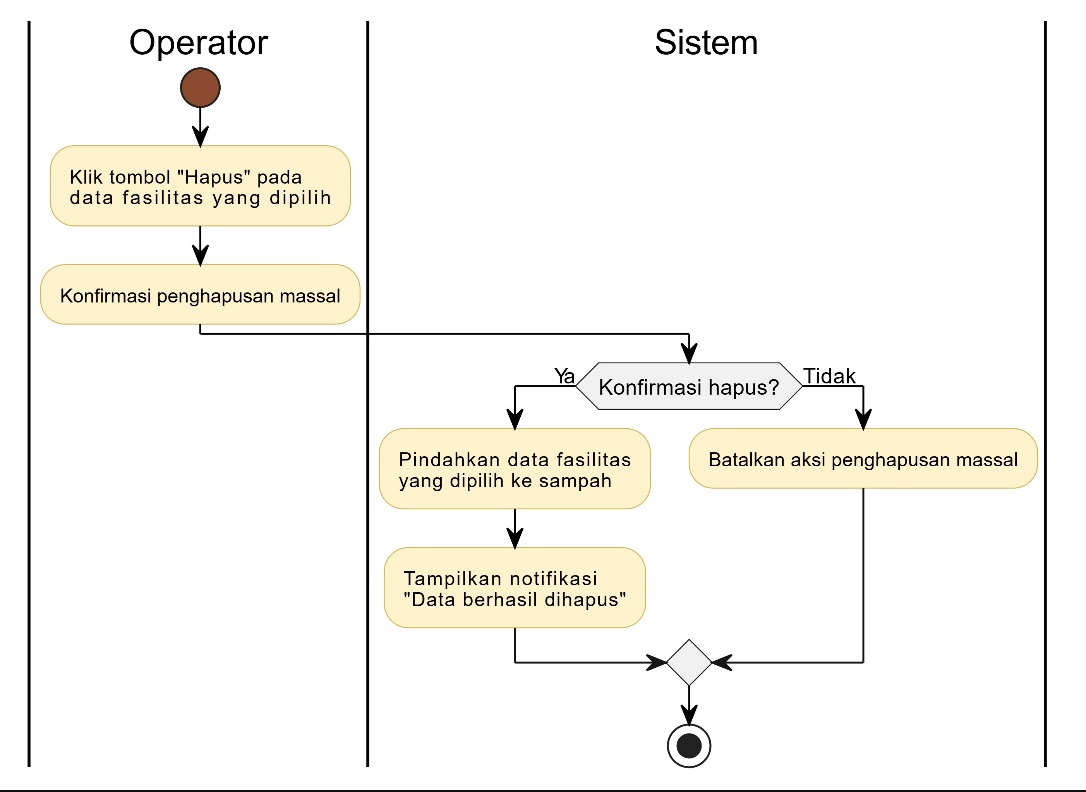 Operator
Sistem
Klik tombol "Hapus" pada
data fasilitas yang dipilih
Konfirmasi penghapusan massal
Ya
Konfirmasi hapus?
Tidak
Pindahkan data fasilitas
yang dipilih ke sampah
Batalkan aksi penghapusan massal
Tampilkan notifikasi
"Data berhasil dihapus"